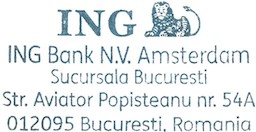 ING
ING Bank N.V. Amsterdam
Sucursala Bucuresti
Str. Aviator Popisteanu nr. 54A
012095 Bucuresti, Romania